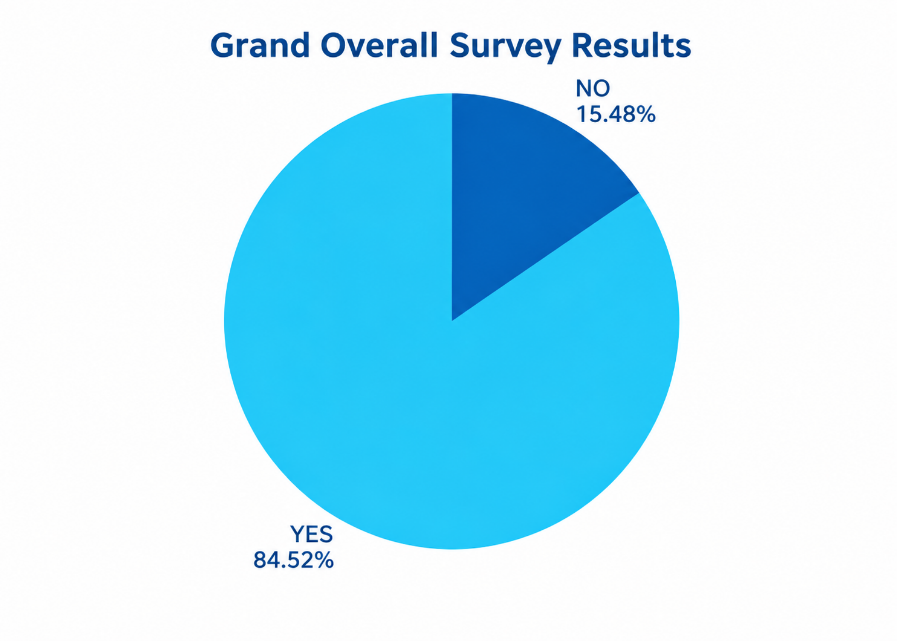 Grand Overall Survey Results
NO
15.48%
YES
84.52%